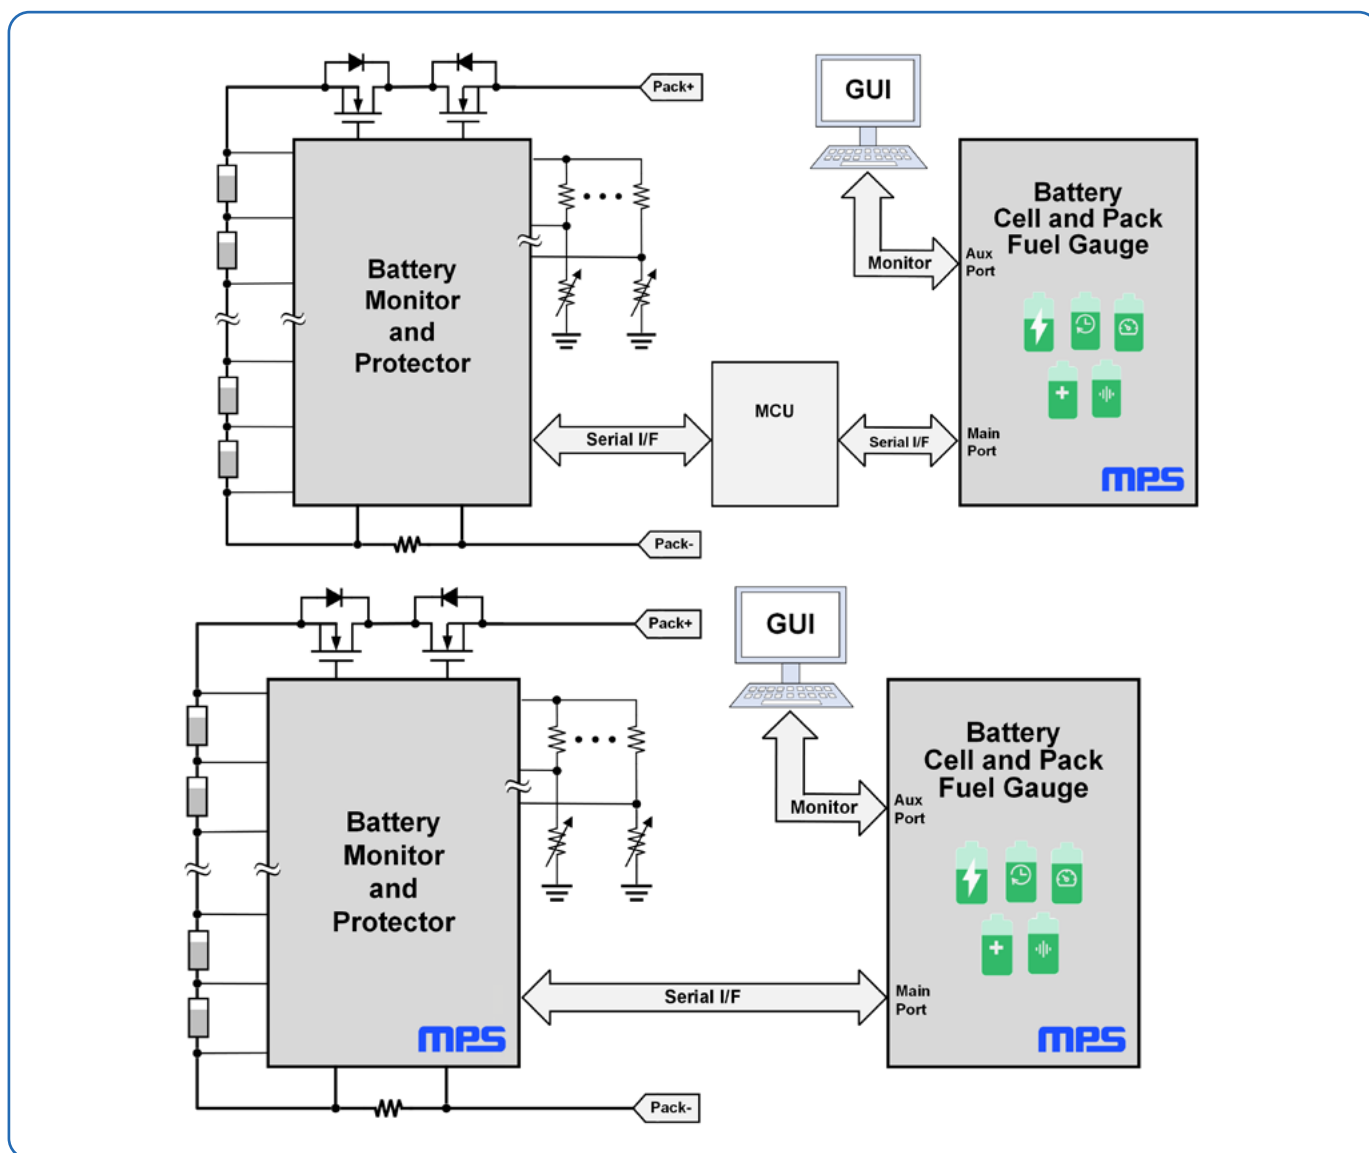 Pack+
GUI
Battery
Cell and Pack
Fuel Gauge
Aux
Port
Monitor
Battery
Monitor
and
Protector
MCU
Serial I/F
Serial I/F
Main
Port
MPS
Pack-
Pack+
GUI
Battery
Cell and Pack
Fuel Gauge
Aux
Port
Monitor
Battery
Monitor
and
Protector
Serial I/F
Main
Port
MPS
MPS
Pack-